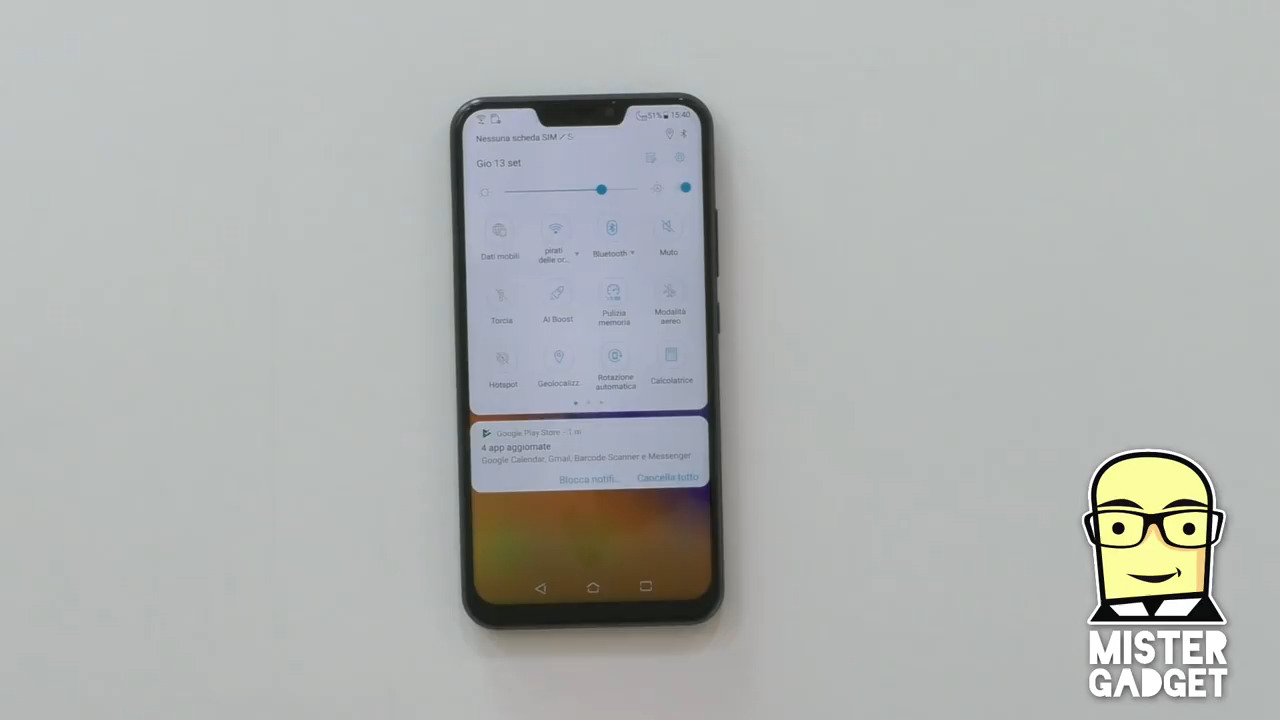 51% 15:40
Nessuna scheda SIM / S
Gio 13 set
Dati mobili
pirati
delle or...
Bluetooth
Muto
Torcia
AI Boost
Pulizia
memoria
Modalità
aereo
Hotspot
Geolocalizz
Rotazione
automatica
Calcolatrice
Google Play Store - 1 m
4 app aggiornate
Google Calendar, Gmail, Barcode Scanner e Messenger
Blocca notifi...
Cancella tutto
MISTER
GADGET